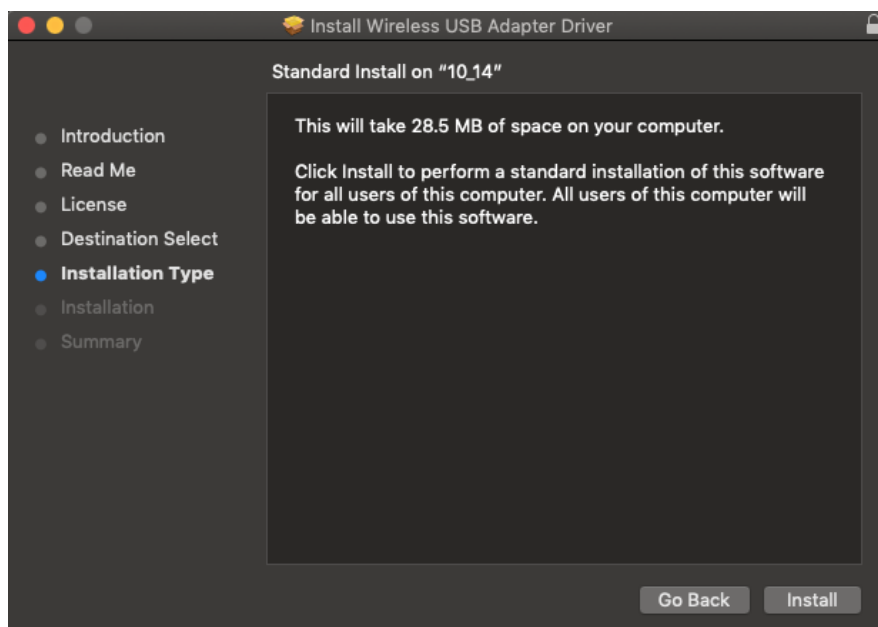 Install Wireless USB Adapter Driver
Standard Install on “10_14”
Introduction
Read Me
License
Destination Select
Installation Type
Installation
Summary
This will take 28.5 MB of space on your computer.
Click Install to perform a standard installation of this software
for all users of this computer. All users of this computer will
be able to use this software.
Go Back
Install